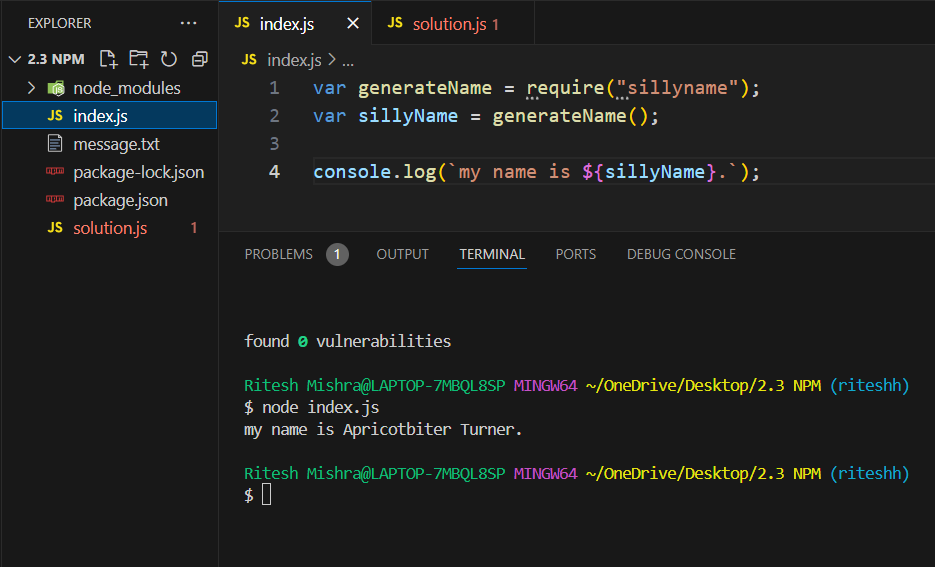 EXPLORER ...
2.3 NPM
node_modules
JS index.js
message.txt
npm package-lock.json
npm package.json
JS solution.js 1
JS index.js JS solution.js 1
JS index.js > ...
1 var generateName = require("sillyname");
2 var sillyName = generateName();
3
4 console.log(`my name is ${sillyName}.`);
PROBLEMS 1 OUTPUT TERMINAL PORTS DEBUG CONSOLE
found 0 vulnerabilities
Ritesh Mishra@LAPTOP-7MBQL8SP MINGW64 ~/OneDrive/Desktop/2.3 NPM (riteshh)
$ node index.js
my name is Apricotbiter Turner.
Ritesh Mishra@LAPTOP-7MBQL8SP MINGW64 ~/OneDrive/Desktop/2.3 NPM (riteshh)
$